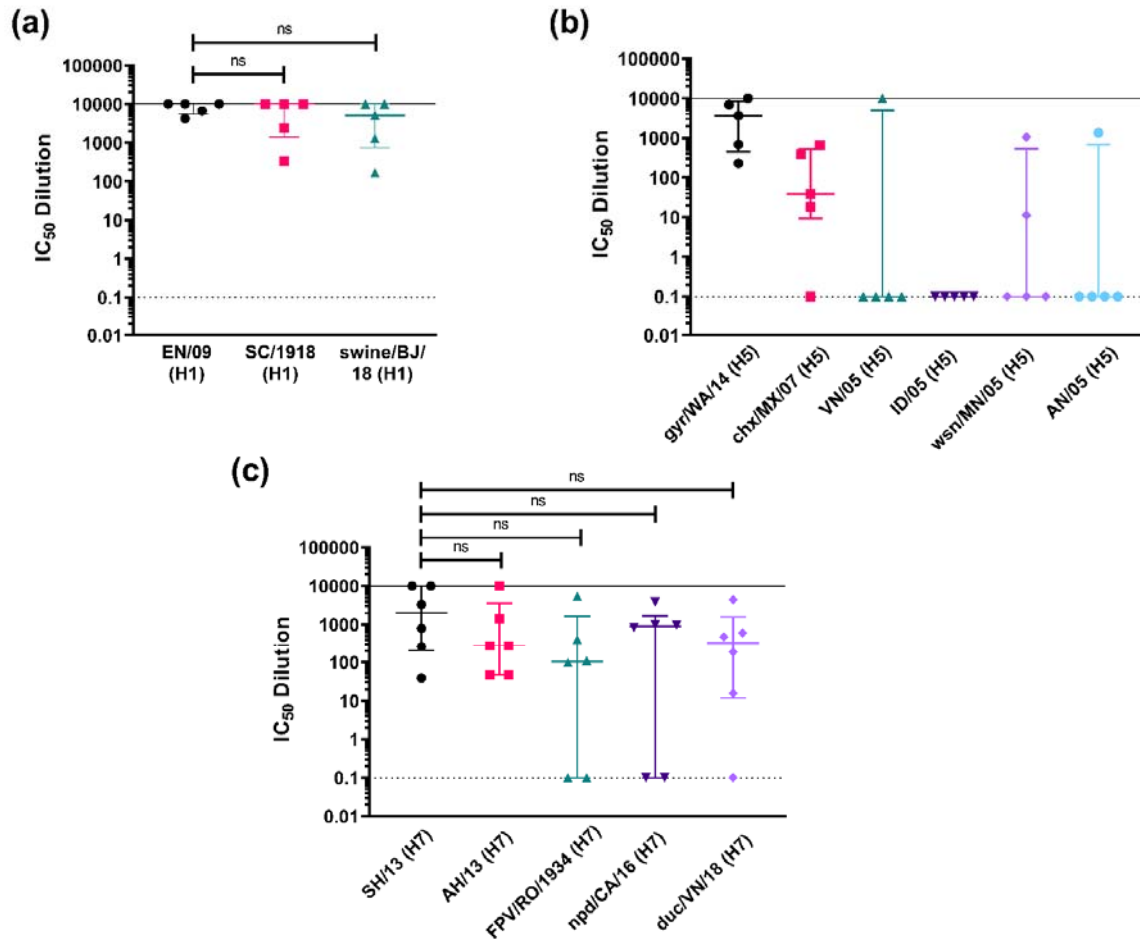 (a)
ns
ns
100000
10000
1000
100
10
1
0.1
0.01
IC50 Dilution
EN/09
(H1)
SC/1918
(H1)
swine/BJ/
18 (H1)
(b)
100000
10000
1000
100
10
1
0.1
0.01
IC50 Dilution
gyr/WA/14 (H5)
chx/MX/07 (H5)
VN/05 (H5)
ID/05 (H5)
wsn/MN/05 (H5)
AN/05 (H5)
(c)
ns
ns
ns
ns
100000
10000
1000
100
10
1
0.1
0.01
IC50 Dilution
SH/13 (H7)
AH/13 (H7)
FPV/RO/1934 (H7)
npd/CA/16 (H7)
duc/VN/18 (H7)